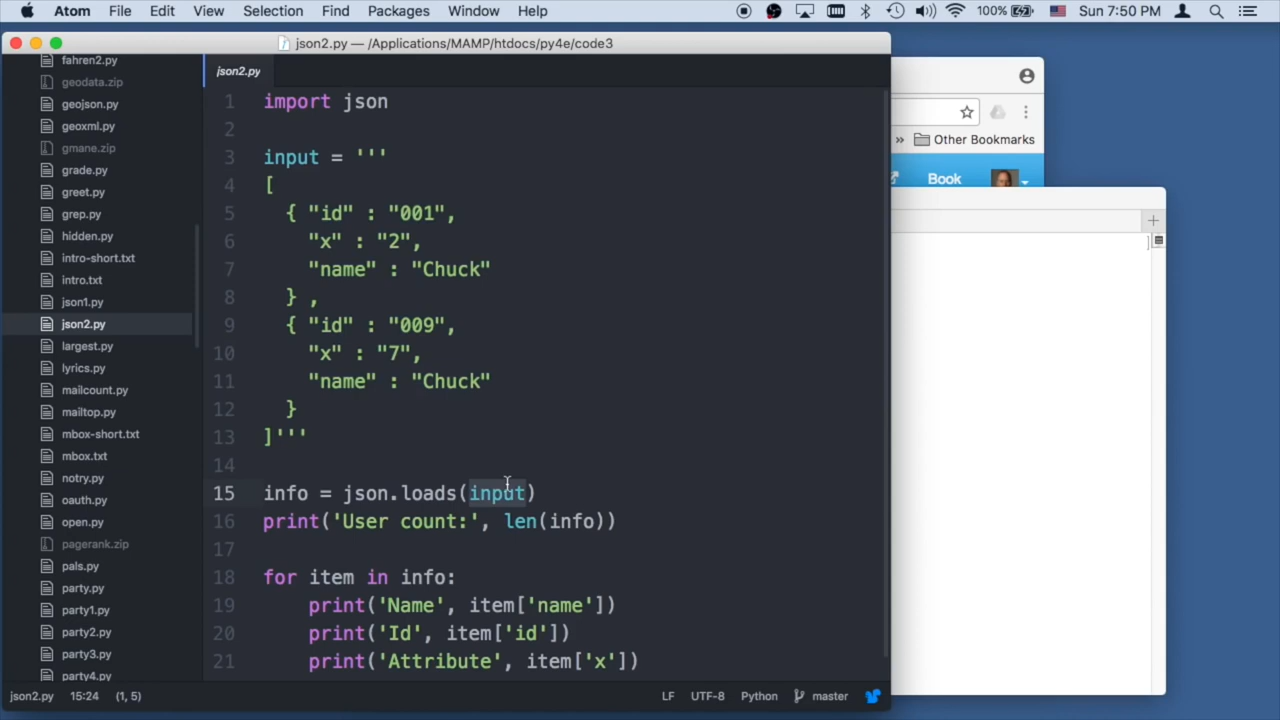 Atom File Edit View Selection Find Packages Window Help 100% Sun 7:50 PM
json2.py — /Applications/MAMP/htdocs/py4e/code3
fahren2.py
geodata.zip
geojson.py
geoxml.py
gmane.zip
grade.py
greet.py
grep.py
hidden.py
intro-short.txt
intro.txt
json1.py
json2.py
largest.py
lyrics.py
mailcount.py
mailtop.py
mbox-short.txt
mbox.txt
notry.py
oauth.py
open.py
pagerank.zip
pals.py
party.py
party1.py
party2.py
party3.py
party4.py
json2.py
1 import json
2
3 input = '''
4 [
5 { "id" : "001",
6 "x" : "2",
7 "name" : "Chuck"
8 } ,
9 { "id" : "009",
10 "x" : "7",
11 "name" : "Chuck"
12 }
13 ]'''
14
15 info = json.loads(input)
16 print('User count:', len(info))
17
18 for item in info:
19 print('Name', item['name'])
20 print('Id', item['id'])
21 print('Attribute', item['x'])
json2.py 15:24 (1, 5) LF UTF-8 Python master
» Other Bookmarks
Book